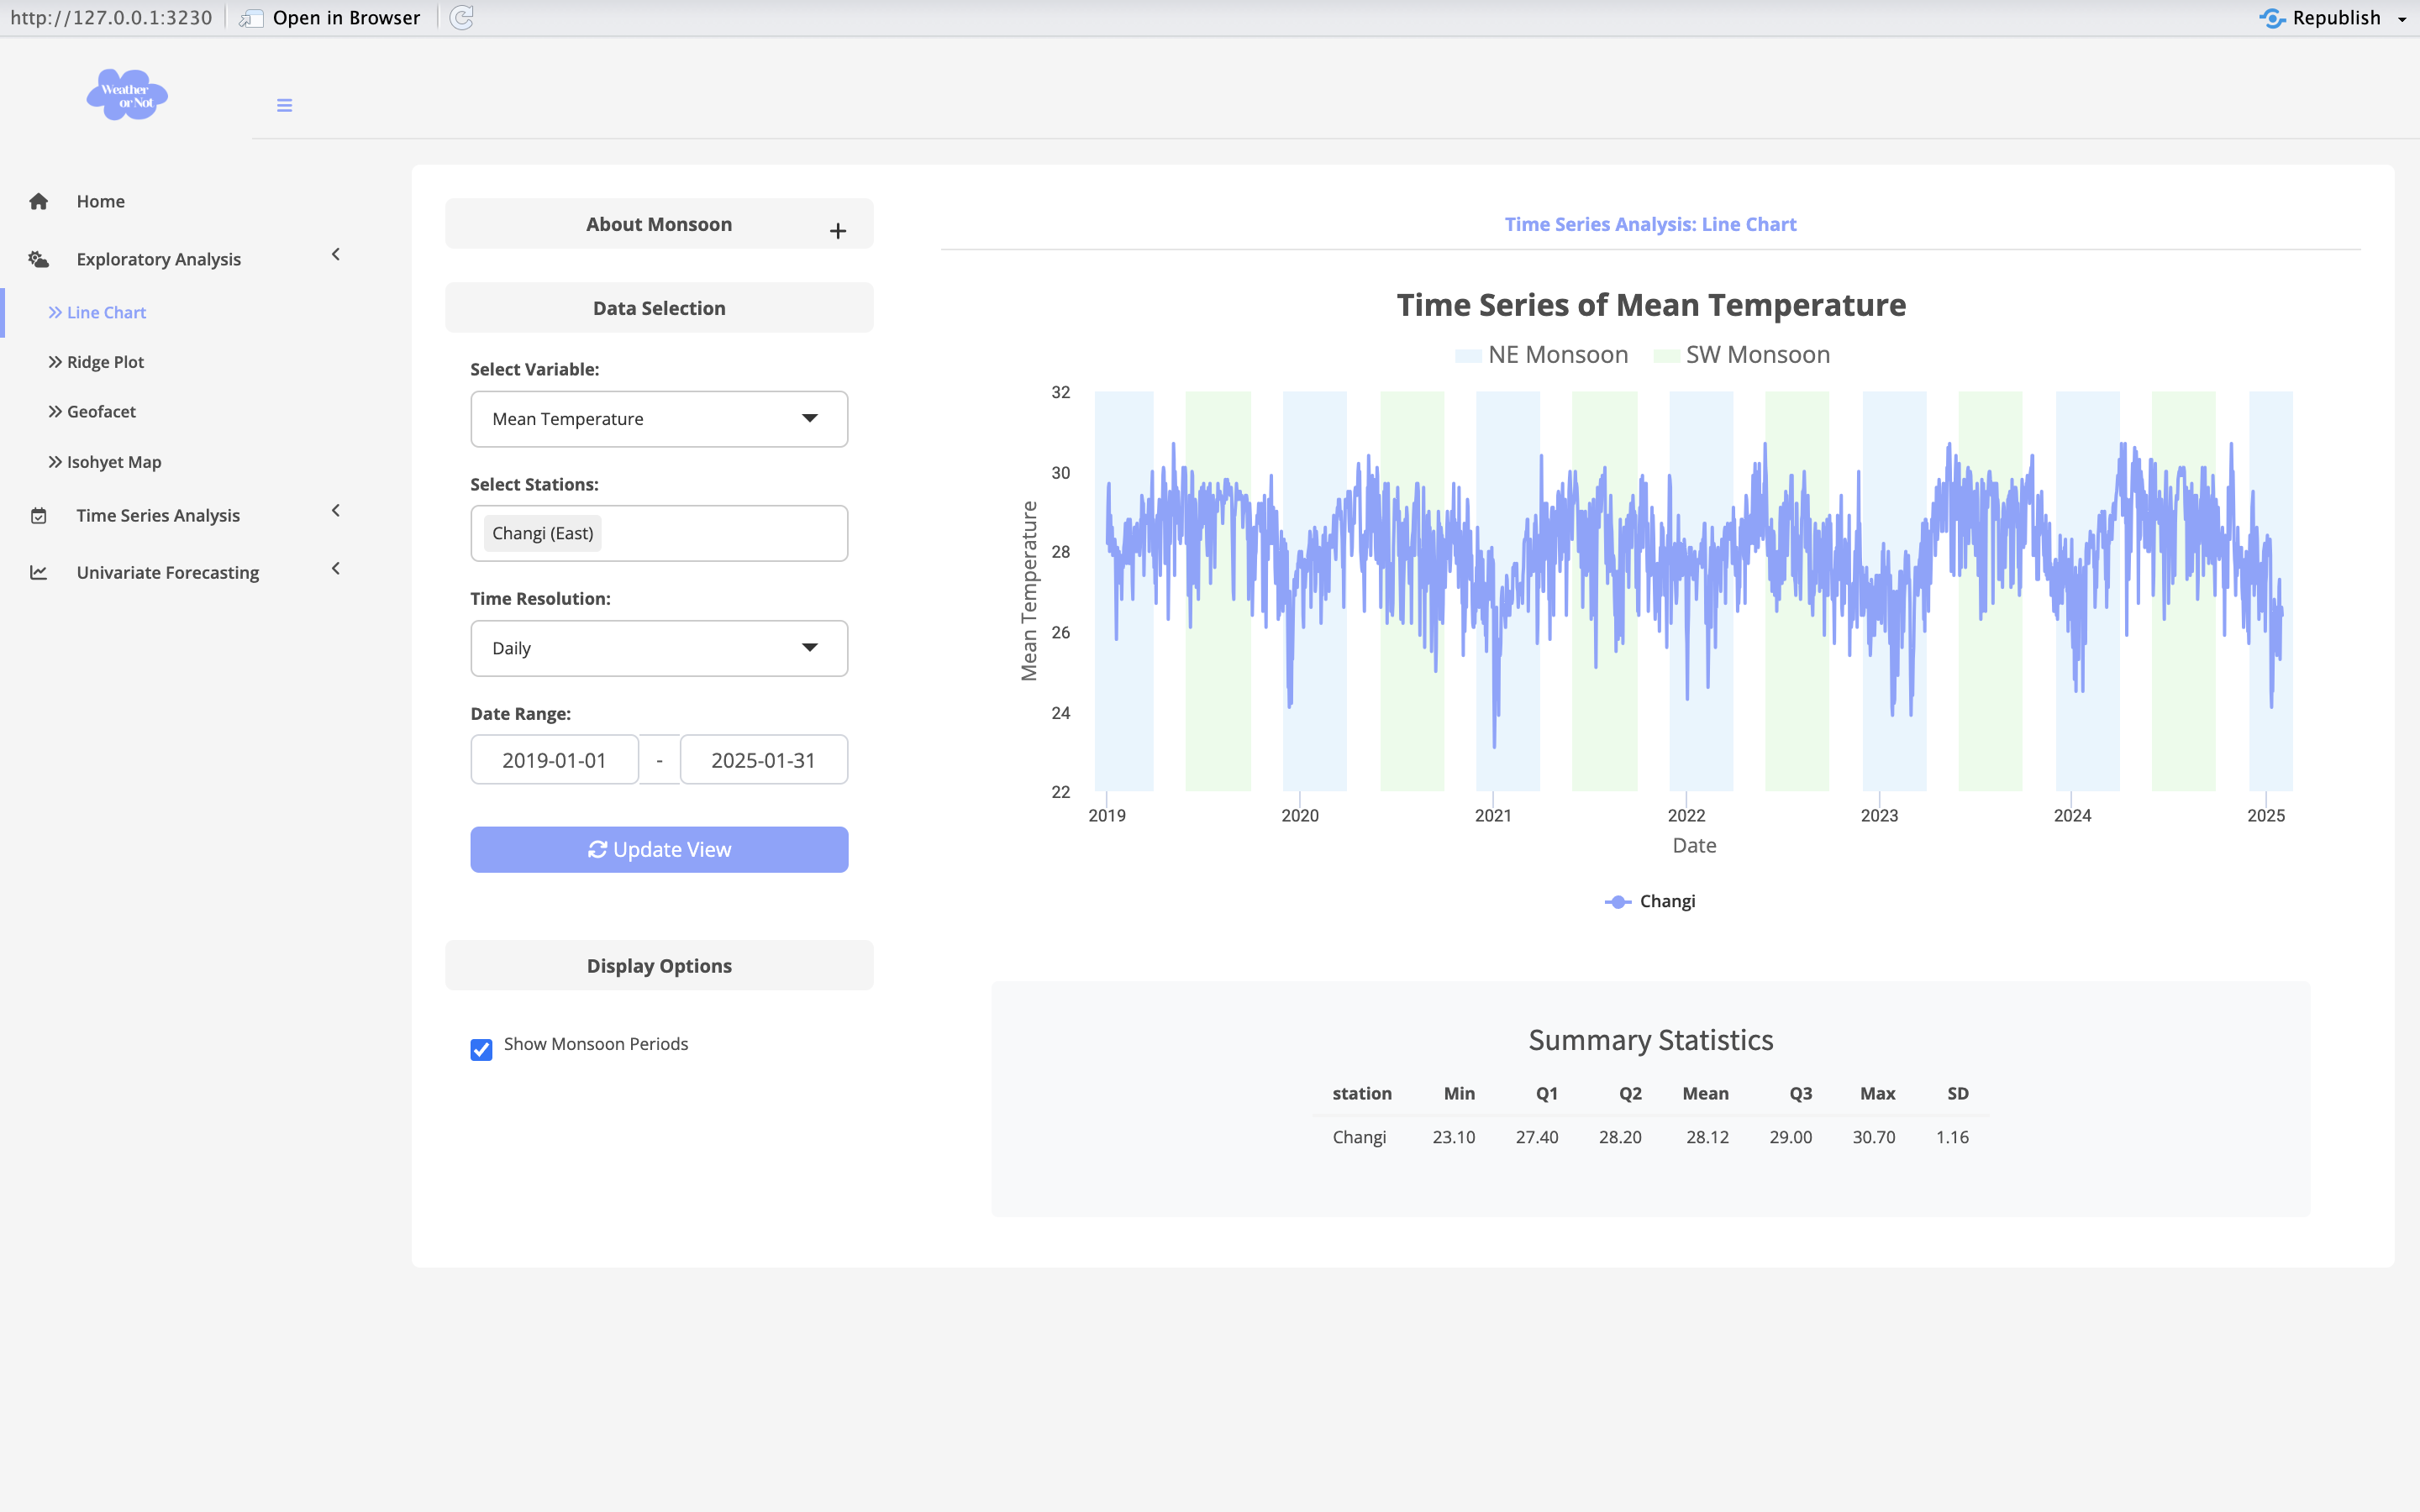 http://127.0.0.1:3230 Open in Browser Republish
Weather
or Not
Home
Exploratory Analysis
Line Chart
Ridge Plot
Geofacet
Isohyet Map
Time Series Analysis
Univariate Forecasting
About Monsoon +
Data Selection
Select Variable:
Mean Temperature
Select Stations:
Changi (East)
Time Resolution:
Daily
Date Range:
2019-01-01 - 2025-01-31
Update View
Display Options
Show Monsoon Periods
Time Series Analysis: Line Chart
Time Series of Mean Temperature
NE Monsoon SW Monsoon
Mean Temperature
32
30
28
26
24
22
2019 2020 2021 2022 2023 2024 2025
Date
Changi
Summary Statistics
station Min Q1 Q2 Mean Q3 Max SD
Changi 23.10 27.40 28.20 28.12 29.00 30.70 1.16